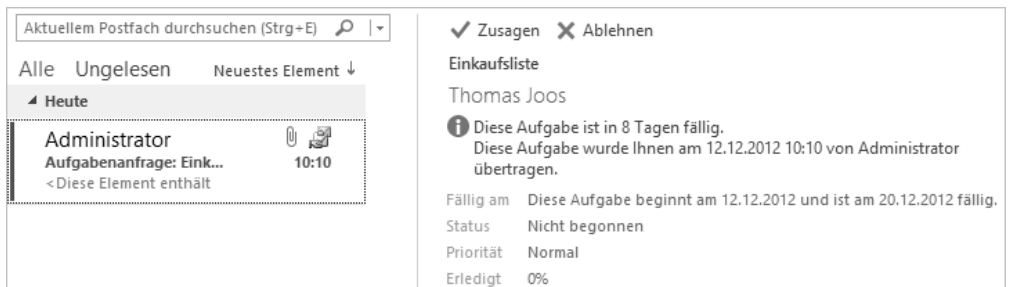 Aktuellem Postfach durchsuchen (Strg+E)
Alle Ungelesen Neuestes Element ↓
Heute
Administrator
Aufgabenanfrage: Eink... 10:10
<Diese Element enthält
Zusagen Ablehnen
Einkaufsliste
Thomas Joos
Diese Aufgabe ist in 8 Tagen fällig.
Diese Aufgabe wurde Ihnen am 12.12.2012 10:10 von Administrator
übertragen.
Fällig am Diese Aufgabe beginnt am 12.12.2012 und ist am 20.12.2012 fällig.
Status Nicht begonnen
Priorität Normal
Erledigt 0%